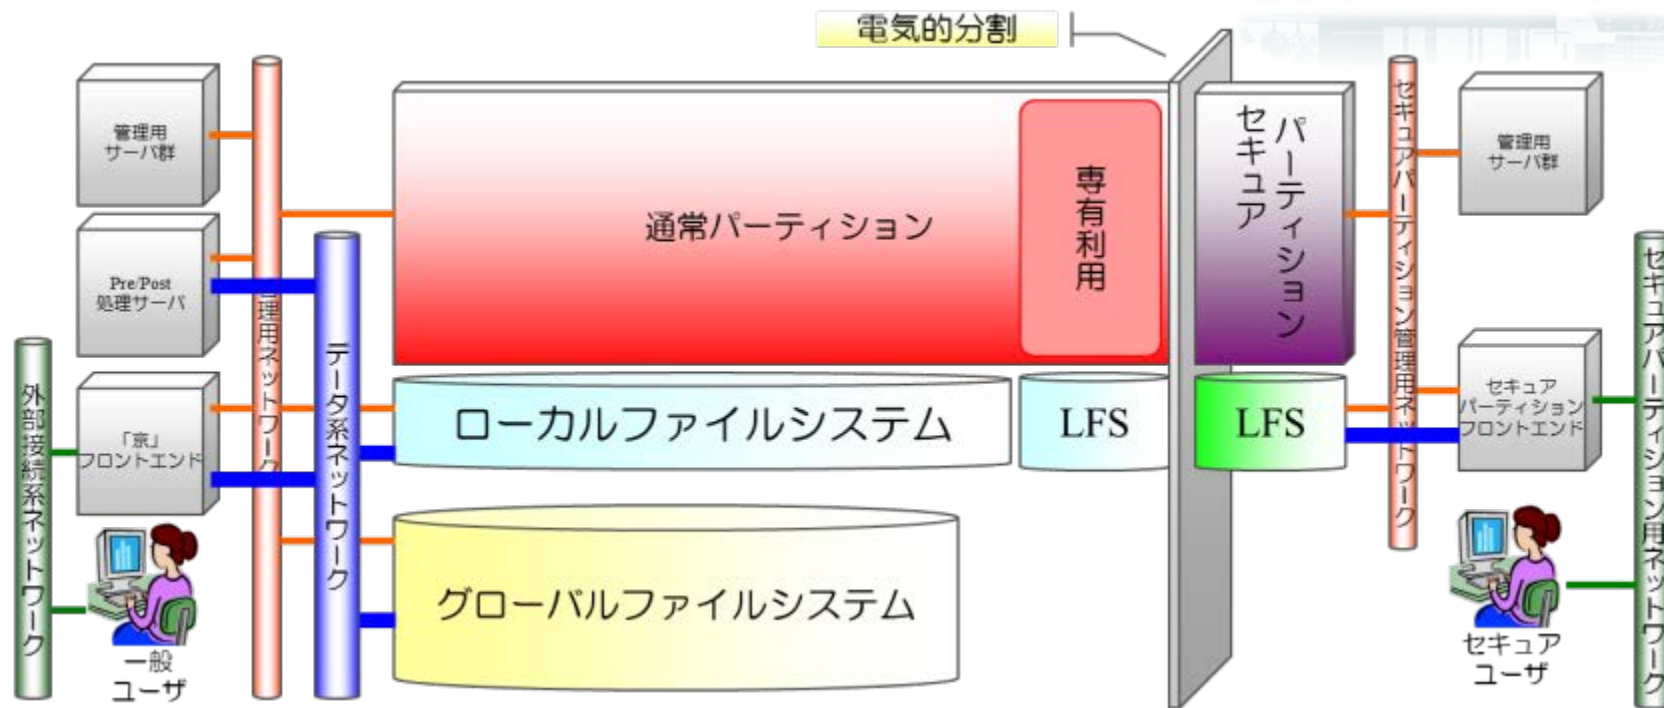 電気的分割
管理用
サーバ群
Pre/Post
処理サーバ
「京」
フロントエンド
一般
ユーザ
外部接続系ネットワーク
管理用ネットワーク
データ系ネットワーク
通常パーティション
専有利用
ローカルファイルシステム
LFS
グローバルファイルシステム
セキュア
パーティション
LFS
セキュアパーティション管理用ネットワーク
管理用
サーバ群
セキュア
パーティション
フロントエンド
セキュア
ユーザ
セキュアパーティション用ネットワーク